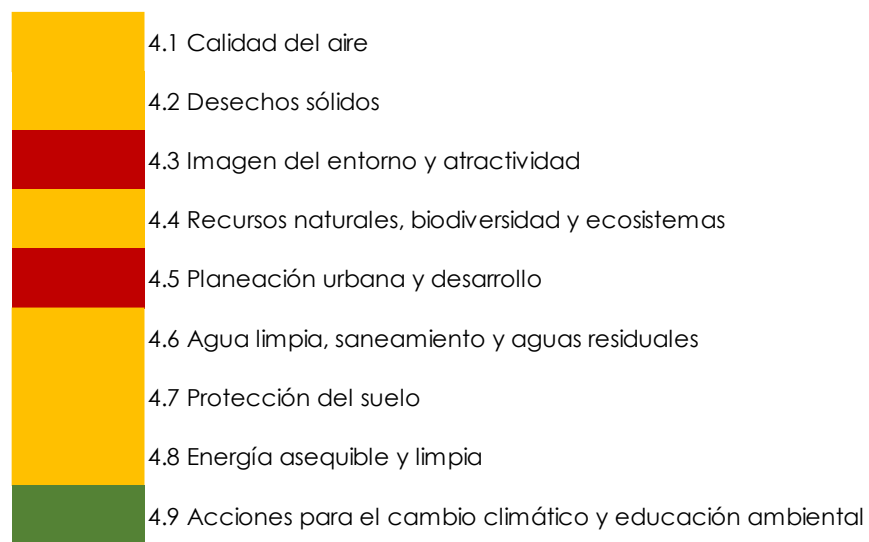 4.1 Calidad del aire
4.2 Desechos sólidos
4.3 Imagen del entorno y atractividad
4.4 Recursos naturales, biodiversidad y ecosistemas
4.5 Planeación urbana y desarrollo
4.6 Agua limpia, saneamiento y aguas residuales
4.7 Protección del suelo
4.8 Energía asequible y limpia
4.9 Acciones para el cambio climático y educación ambiental